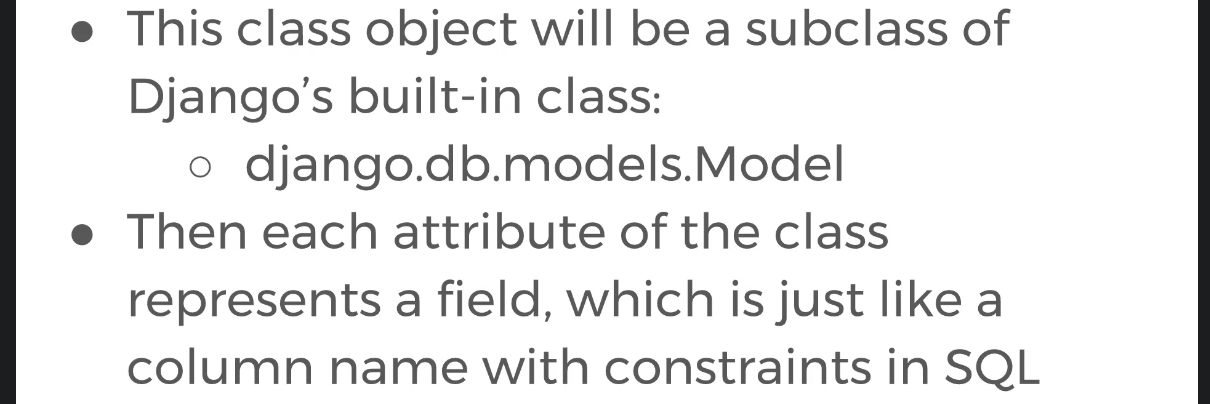 ● This class object will be a subclass of
Django’s built-in class:
○ django.db.models.Model
● Then each attribute of the class
represents a field, which is just like a
column name with constraints in SQL